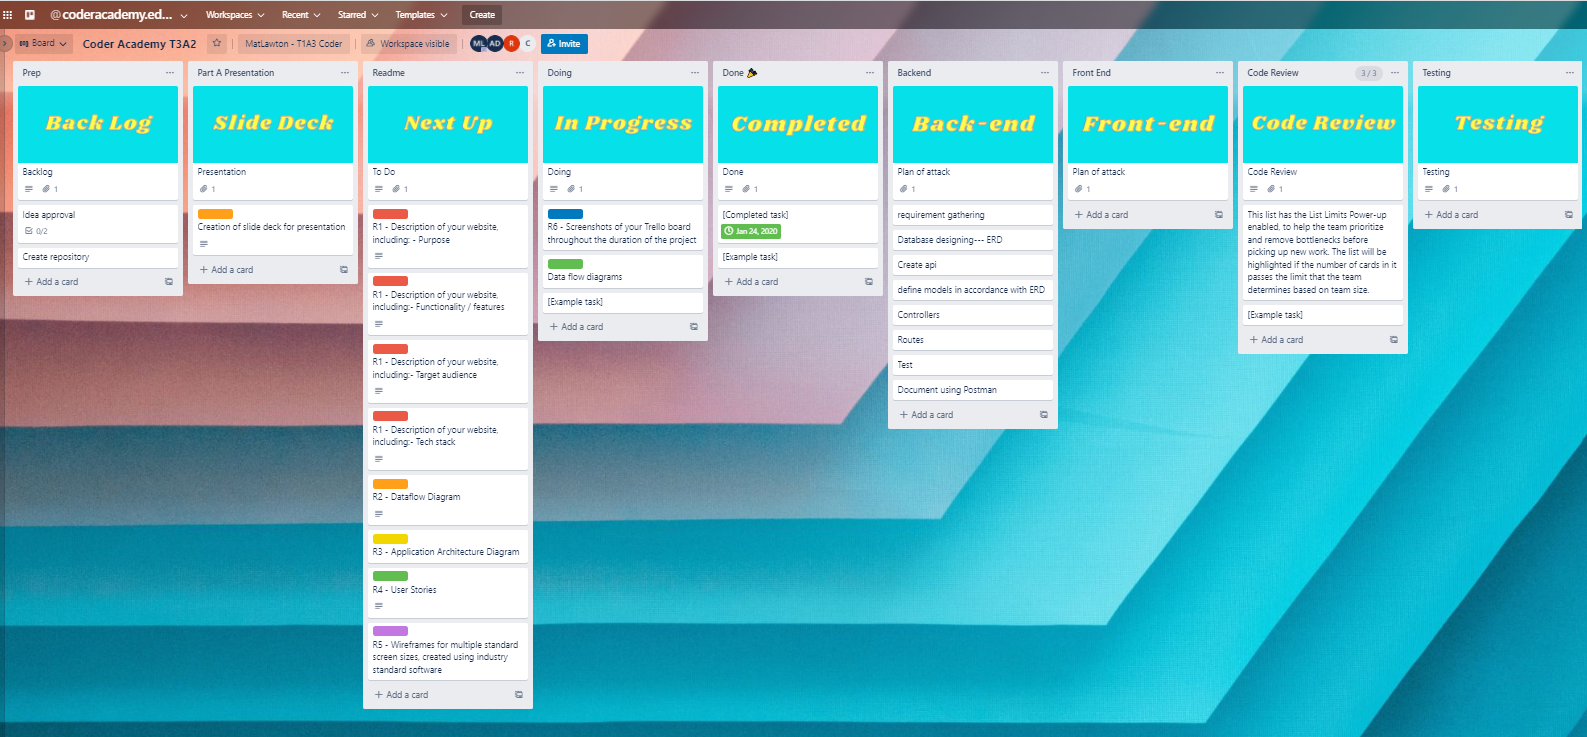 @coderacademy.ed...
Workspaces
Recent
Starred
Templates
Create
Board
Coder Academy T3A2
MatLawton - T1A3 Coder
Workspace visible
ML
AD
R
C
Invite
Prep
Back Log
Backlog
1
Idea approval
0/2
Create repository
+ Add a card
Part A Presentation
Slide Deck
Presentation
1
Creation of slide deck for presentation
+ Add a card
Readme
Next Up
To Do
1
R1 - Description of your website,
including: - Purpose
R1 - Description of your website,
including:- Functionality / features
R1 - Description of your website,
including:- Target audience
R1 - Description of your website,
including:- Tech stack
R2 - Dataflow Diagram
R3 - Application Architecture Diagram
R4 - User Stories
R5 - Wireframes for multiple standard
screen sizes, created using industry
standard software
+ Add a card
Doing
In Progress
Doing
1
R6 - Screenshots of your Trello board
throughout the duration of the project
Data flow diagrams
[Example task]
+ Add a card
Done 🎉
Completed
Done
1
[Completed task]
Jan 24, 2020
[Example task]
+ Add a card
Backend
Back-end
Plan of attack
1
requirement gathering
Database designing--- ERD
Create api
define models in accordance with ERD
Controllers
Routes
Test
Document using Postman
+ Add a card
Front End
Front-end
Plan of attack
1
+ Add a card
Code Review
3 / 3
Code Review
Code Review
1
This list has the List Limits Power-up
enabled, to help the team prioritize
and remove bottlenecks before
picking up new work. The list will be
highlighted if the number of cards in it
passes the limit that the team
determines based on team size.
[Example task]
+ Add a card
Testing
Testing
Testing
1
+ Add a card